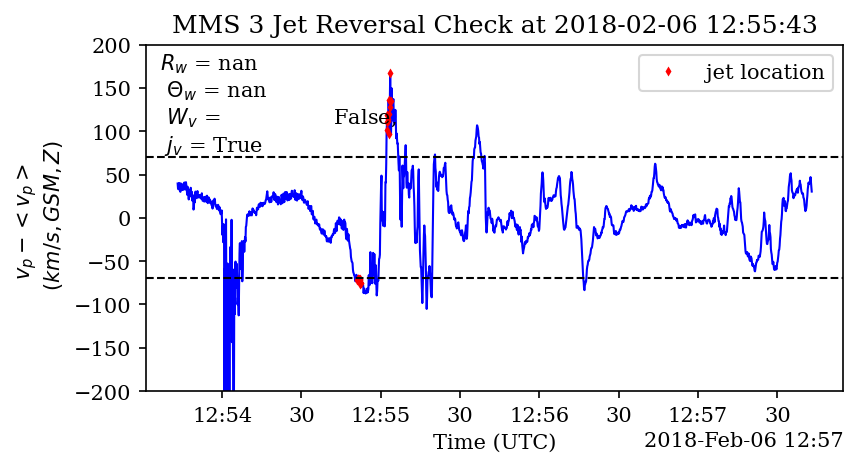 MMS 3 Jet Reversal Check at 2018-02-06 12:55:43
R_w = nan
Θ_w = nan
W_v = False,
j_v = True
jet location
v_p − < v_p >
(km/s, GSM, Z)
200
150
100
50
0
−50
−100
−150
−200
12:54 30 12:55 30 12:56 30 12:57 30
Time (UTC)
2018-Feb-06 12:57